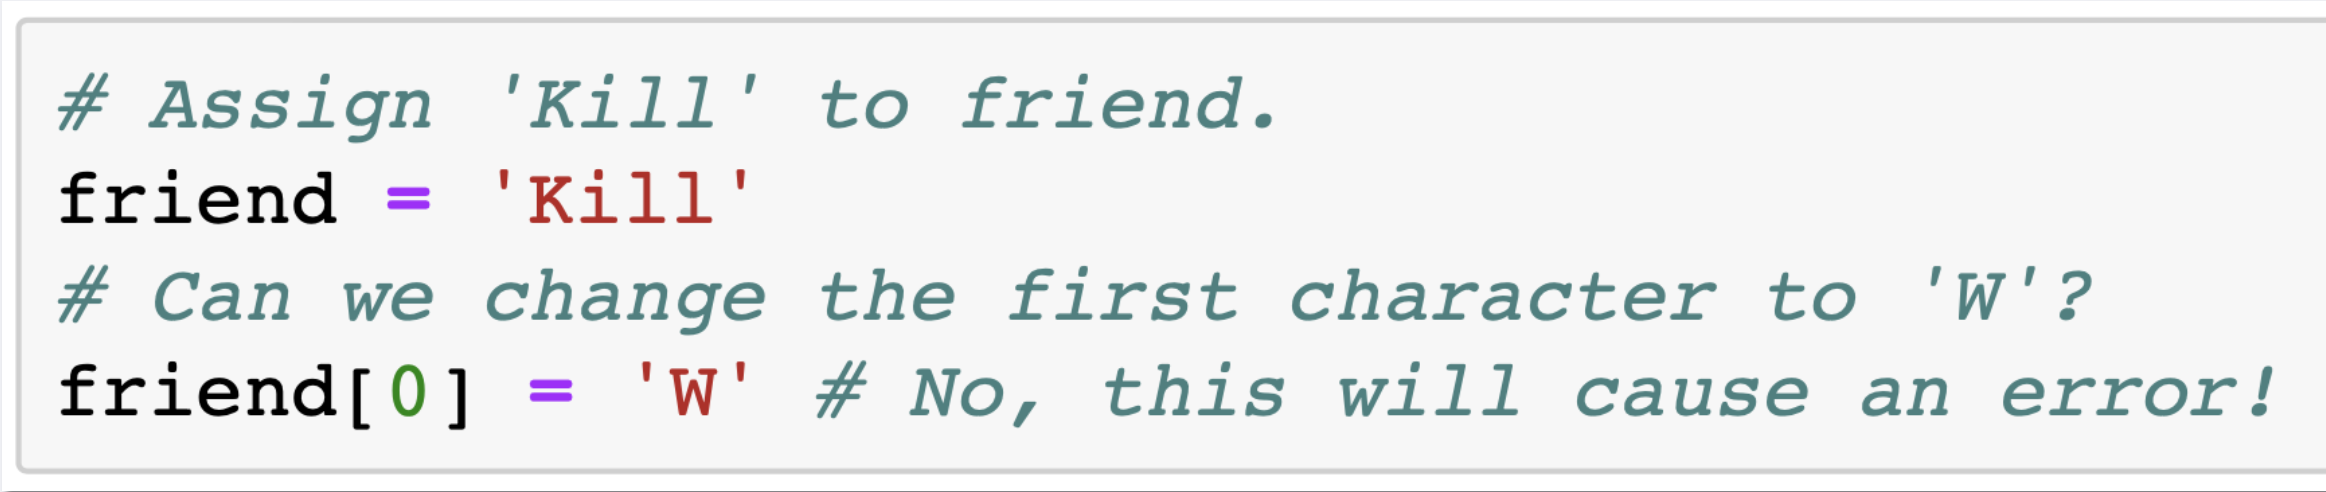 # Assign 'Kill' to friend.
friend = 'Kill'
# Can we change the first character to 'W'?
friend[0] = 'W' # No, this will cause an error!